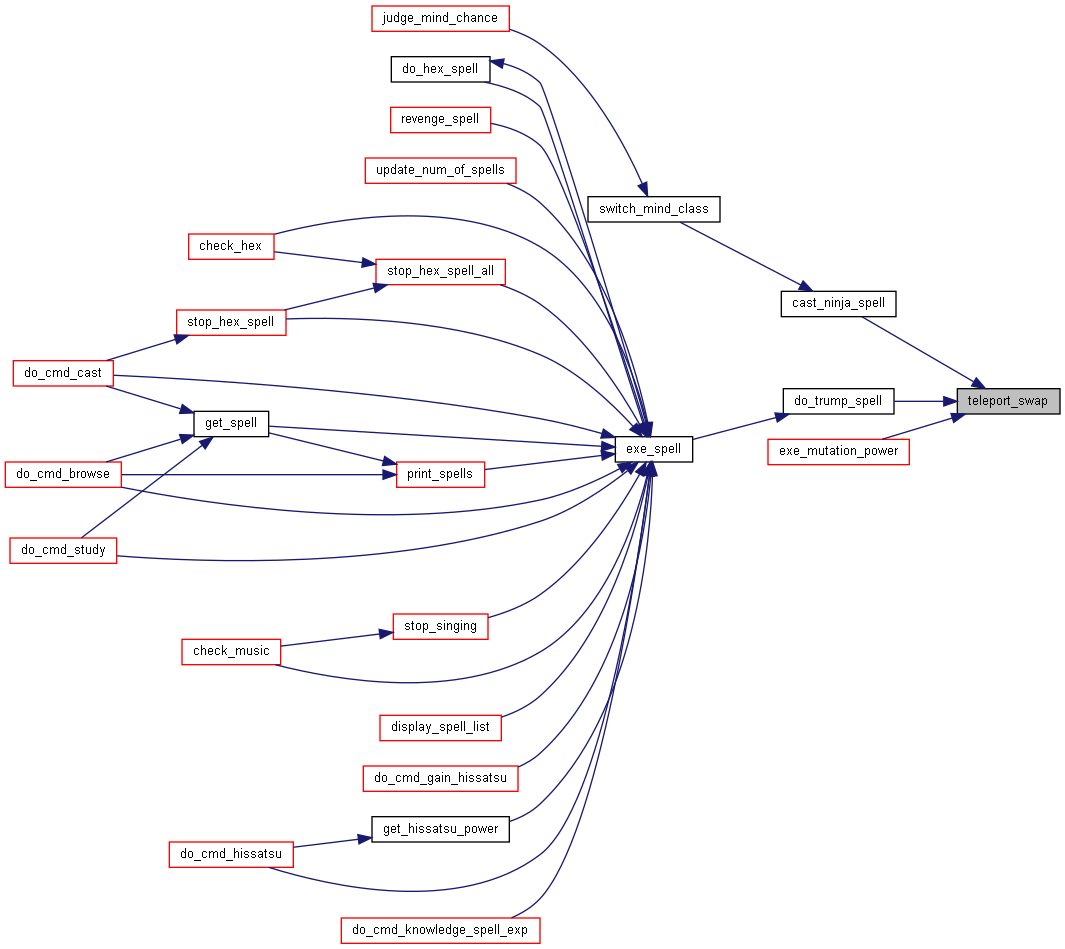 judge_mind_chance
do_hex_spell
revenge_spell
update_num_of_spells
switch_mind_class
check_hex
stop_hex_spell_all
cast_ninja_spell
stop_hex_spell
do_cmd_cast
do_trump_spell
teleport_swap
get_spell
exe_spell
exe_mutation_power
do_cmd_browse
print_spells
do_cmd_study
stop_singing
check_music
display_spell_list
do_cmd_gain_hissatsu
get_hissatsu_power
do_cmd_hissatsu
do_cmd_knowledge_spell_exp